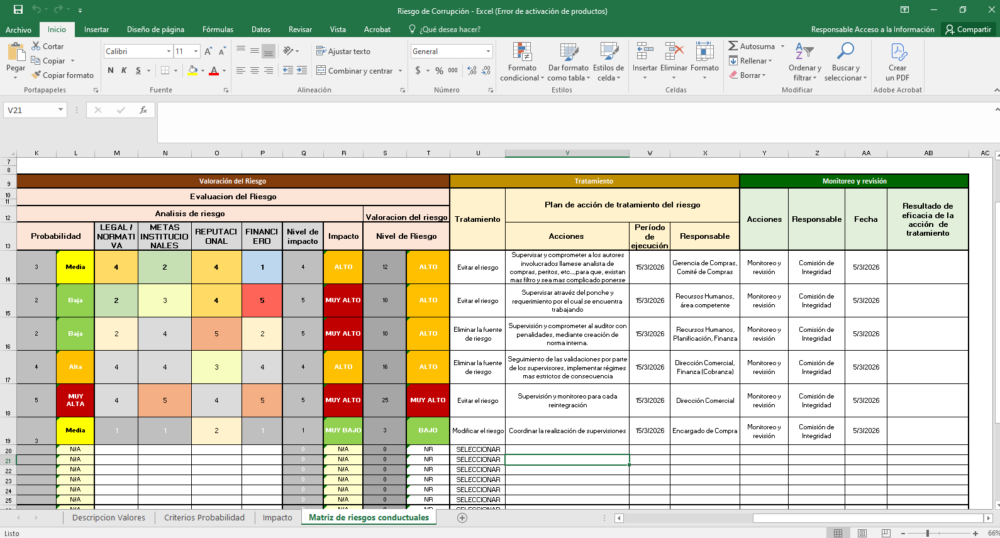 Riesgo de Corrupción - Excel (Error de activación de productos)
Archivo Inicio Insertar Diseño de página Fórmulas Datos Revisar Vista Acrobat ¿Qué desea hacer? Responsable Acceso a la Información Compartir
Pegar
Cortar
Copiar
Copiar formato
Portapapeles
Calibri 11
N K S
Fuente
Ajustar texto
Combinar y centrar
Alineación
General
$ % 000
Número
Formato condicional
Dar formato como tabla
Estilos de celda
Estilos
Insertar Eliminar Formato
Celdas
Autosuma
Rellenar
Borrar
Ordenar y filtrar
Buscar y seleccionar
Modificar
Crear un PDF
Adobe Acrobat
V21 fx
K L M N O P Q R S T U V W X Y Z AA AB AC
7
8
9 Valoración del Riesgo Tratamiento Monitoreo y revisión
10 Evaluacion del Riesgo
11
12 Analisis de riesgo Valoracion del riesgo Tratamiento Plan de acción de tratamiento del riesgo Acciones Responsable Fecha Resultado de eficacia de la acción de tratamiento
13 Probabilidad LEGAL / NORMATIVA METAS INSTITUCIONALES REPUTACIONAL FINANCIERO Nivel de impacto Impacto Nivel de Riesgo Acciones Período de ejecución Responsable
14 3 Media 4 2 4 1 4 ALTO 12 ALTO Evitar el riesgo Supervisar y comprometer a los autores involucrados llamese analista de compras, peritos, etc...,para que, existan mas filtro y sea mas complicado ponerse 15/3/2026 Gerencia de Compras, Comité de Compras Monitoreo y revisión Comisión de Integridad 5/3/2026
15 2 Baja 2 3 4 5 5 MUY ALTO 10 ALTO Evitar el riesgo Supervisar atravéz del ponche y requerimiento por el cual se encuentra trabajando 15/3/2026 Recursos Humanos, área competente Monitoreo y revisión Comisión de Integridad 5/3/2026
16 2 Baja 2 4 5 2 5 MUY ALTO 10 ALTO Eliminar la fuente de riesgo Supervisión y comprometer al auditor con penalidades, mediante creación de norma interna. 15/3/2026 Recursos Humanos, Planificación, Finanza Monitoreo y revisión Comisión de Integridad 5/3/2026
17 4 Alta 4 4 3 4 4 ALTO 16 ALTO Eliminar la fuente de riesgo Seguimiento de las validaciones por parte de los supervisores, implementar régimes mas estrictos de consecuencia 15/3/2026 Dirección Comercial, Finanza (Cobranza) Monitoreo y revisión Comisión de Integridad 5/3/2026
18 5 MUY ALTA 4 5 4 5 5 MUY ALTO 25 MUY ALTO Evitar el riesgo Supervisión y monitoreo para cada reintegración 15/3/2026 Dirección Comercial Monitoreo y revisión Comisión de Integridad 5/3/2026
19 3 Media 1 1 2 1 1 MUY BAJO 3 BAJO Modificar el riesgo Coordinar la realización de supervisiones 15/3/2026 Encargado de Compra Monitoreo y revisión Comisión de Integridad 5/3/2026
20 N/A 0 N/A 0 NR SELECCIONAR
21 N/A 0 N/A 0 NR SELECCIONAR
22 N/A 0 N/A 0 NR SELECCIONAR
23 N/A 0 N/A 0 NR SELECCIONAR
24 N/A 0 N/A 0 NR SELECCIONAR
25 N/A 0 N/A 0 NR SELECCIONAR
Descripcion Valores Criterios Probabilidad Impacto Matriz de riesgos conductuales
Listo 66%